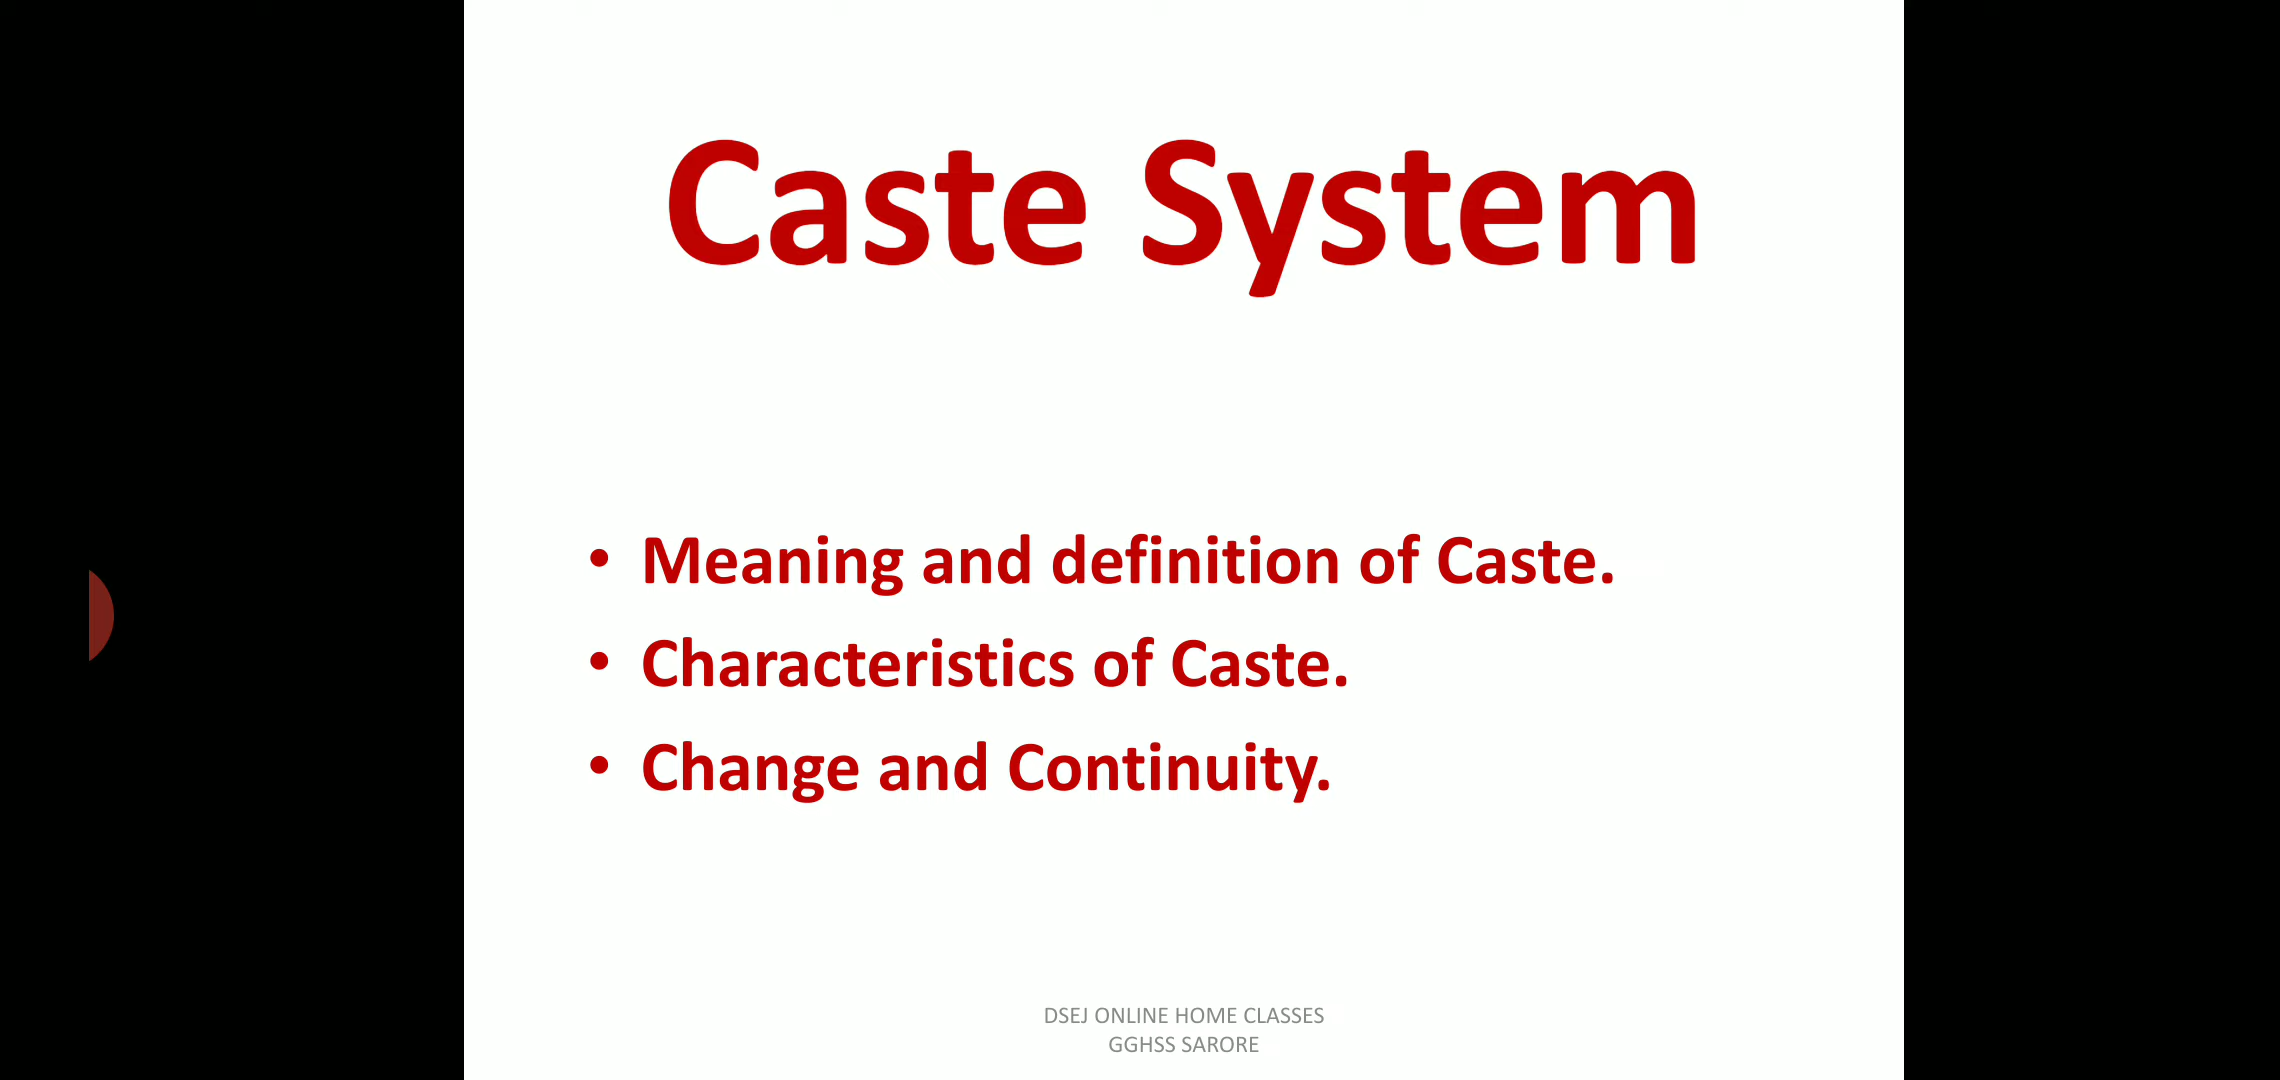 Caste System
• Meaning and definition of Caste.
• Characteristics of Caste.
• Change and Continuity.
DSEJ ONLINE HOME CLASSES
GGHSS SARORE